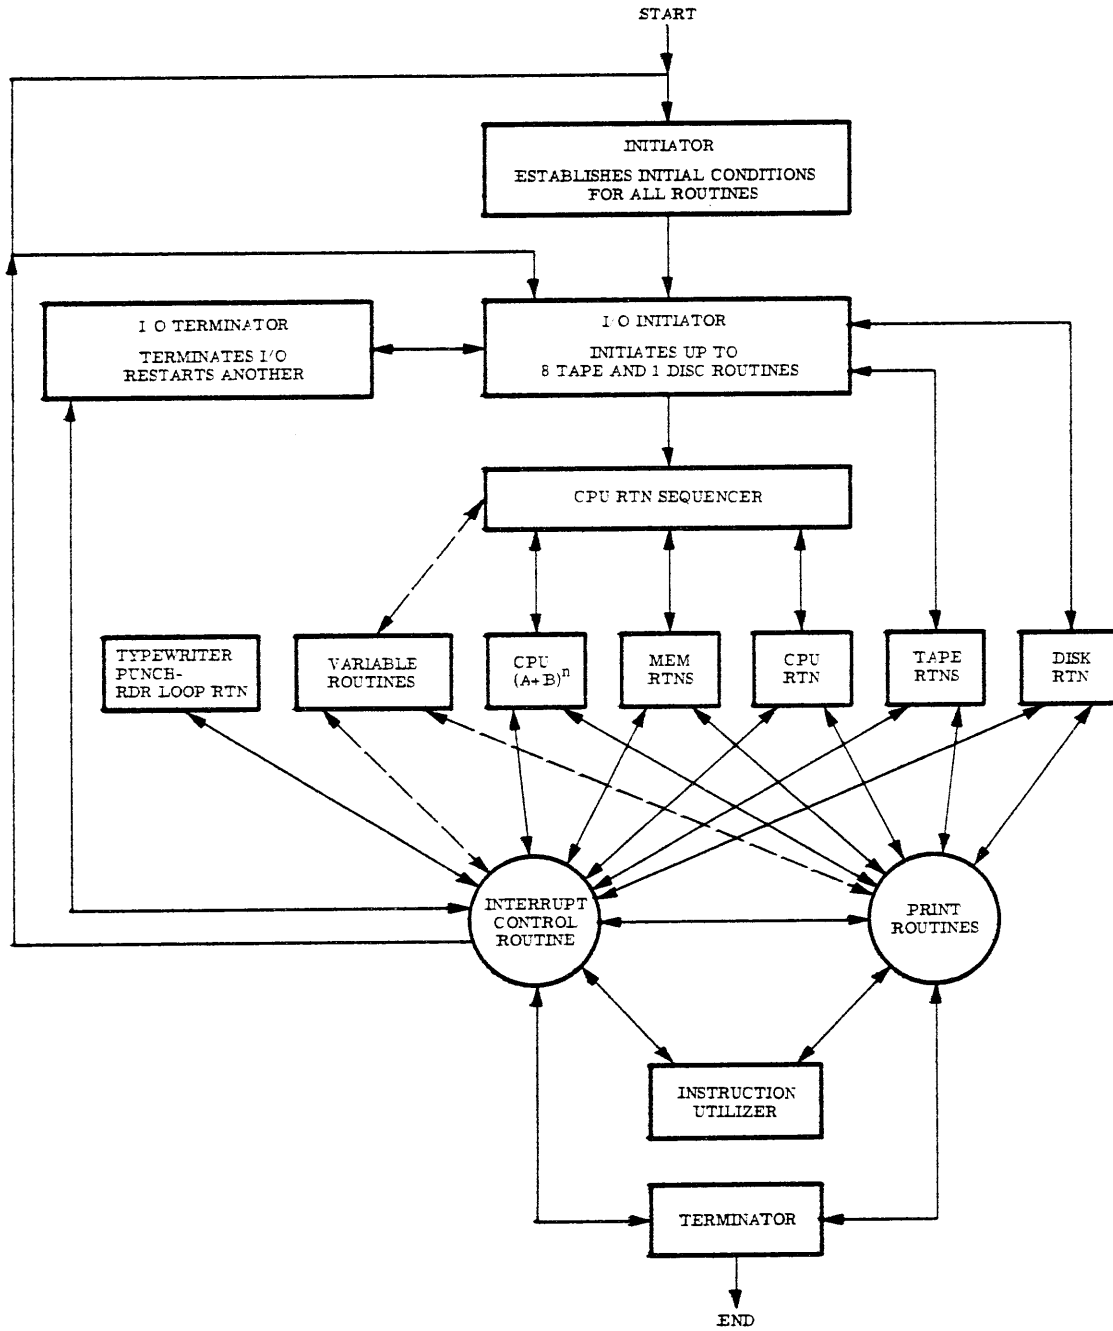 START
INITIATOR
ESTABLISHES INITIAL CONDITIONS
FOR ALL ROUTINES
I O TERMINATOR
TERMINATES I/O
RESTARTS ANOTHER
I/O INITIATOR
INITIATES UP TO
8 TAPE AND 1 DISC ROUTINES
CPU RTN SEQUENCER
TYPEWRITER
PUNCH-
RDR LOOP RTN
VARIABLE
ROUTINES
CPU
(A+B)ⁿ
MEM
RTNS
CPU
RTN
TAPE
RTNS
DISK
RTN
INTERRUPT
CONTROL
ROUTINE
PRINT
ROUTINES
INSTRUCTION
UTILIZER
TERMINATOR
END